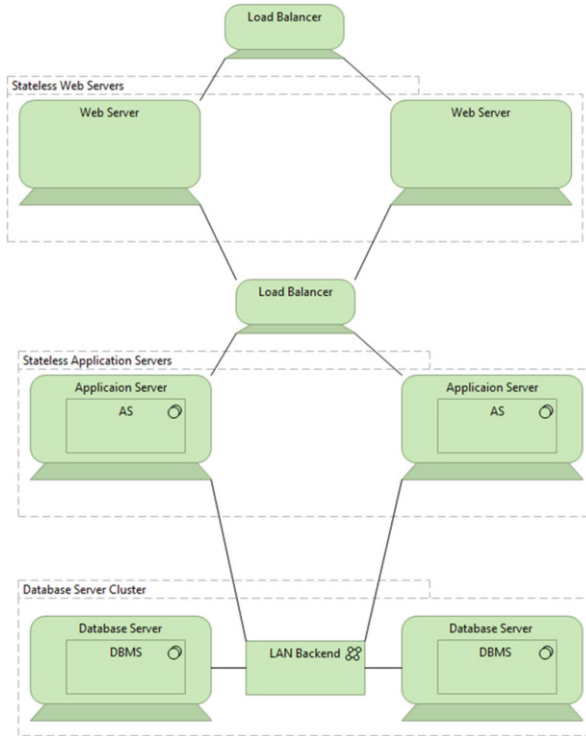 Load Balancer
Stateless Web Servers
Web Server
Web Server
Load Balancer
Stateless Application Servers
Applicaion Server
AS
Applicaion Server
AS
Database Server Cluster
Database Server
DBMS
LAN Backend
Database Server
DBMS